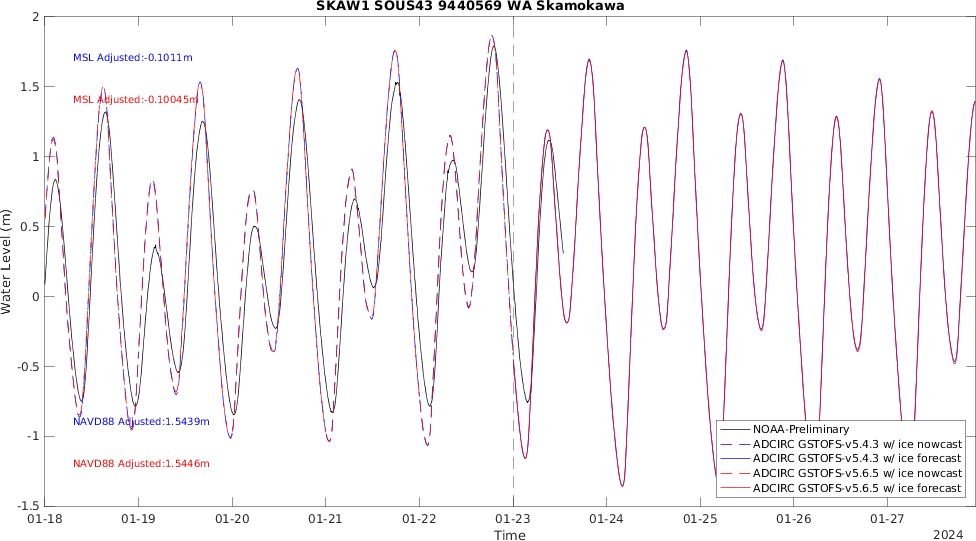 SKAW1 SOUS43 9440569 WA Skamokawa
2
1.5
1
0.5
0
-0.5
-1
-1.5
Water Level (m)
MSL Adjusted:-0.1011m
MSL Adjusted:-0.10045m
NAVD88 Adjusted:1.5439m
NAVD88 Adjusted:1.5446m
NOAA-Preliminary
ADCIRC GSTOFS-v5.4.3 w/ ice nowcast
ADCIRC GSTOFS-v5.4.3 w/ ice forecast
ADCIRC GSTOFS-v5.6.5 w/ ice nowcast
ADCIRC GSTOFS-v5.6.5 w/ ice forecast
01-18 01-19 01-20 01-21 01-22 01-23 01-24 01-25 01-26 01-27
Time
2024